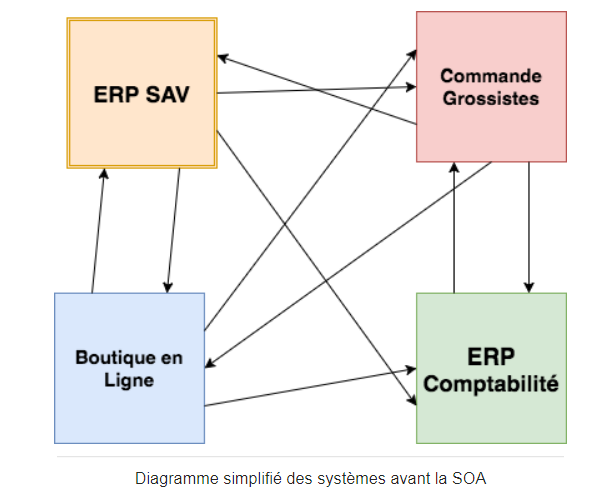 ERP SAV
Commande
Grossistes
Boutique en
Ligne
ERP
Comptabilité
Diagramme simplifié des systèmes avant la SOA